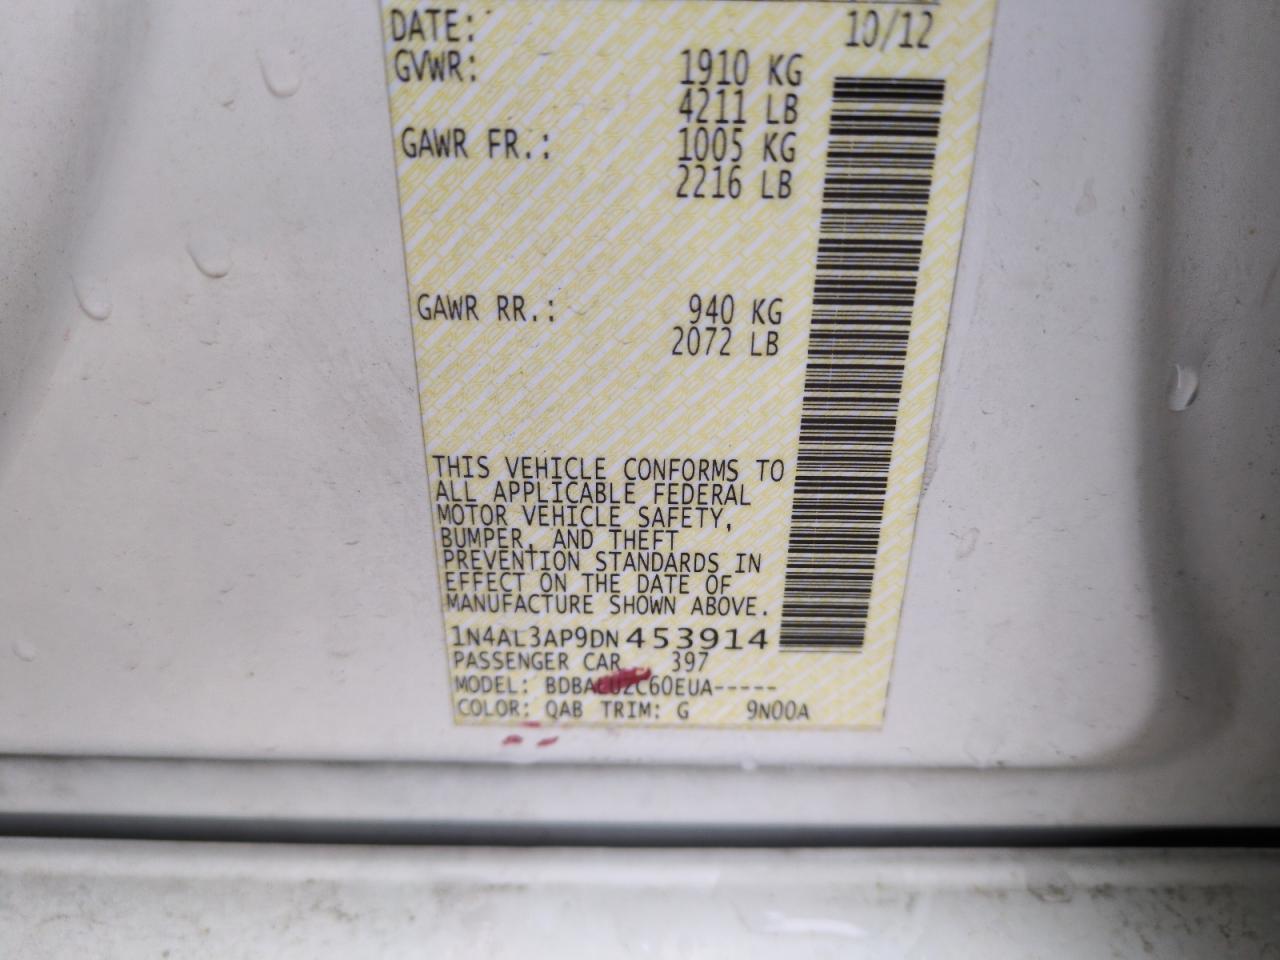 DATE: 10/12
GVWR: 1910 KG
4211 LB
GAWR FR.: 1005 KG
2216 LB
GAWR RR.: 940 KG
2072 LB
THIS VEHICLE CONFORMS TO
ALL APPLICABLE FEDERAL
MOTOR VEHICLE SAFETY,
BUMPER, AND THEFT
PREVENTION STANDARDS IN
EFFECT ON THE DATE OF
MANUFACTURE SHOWN ABOVE.
1N4AL3AP9DN453914
PASSENGER CAR 397
MODEL: BDBALUZC60EUA-----
COLOR: QAB TRIM: G 9N00A